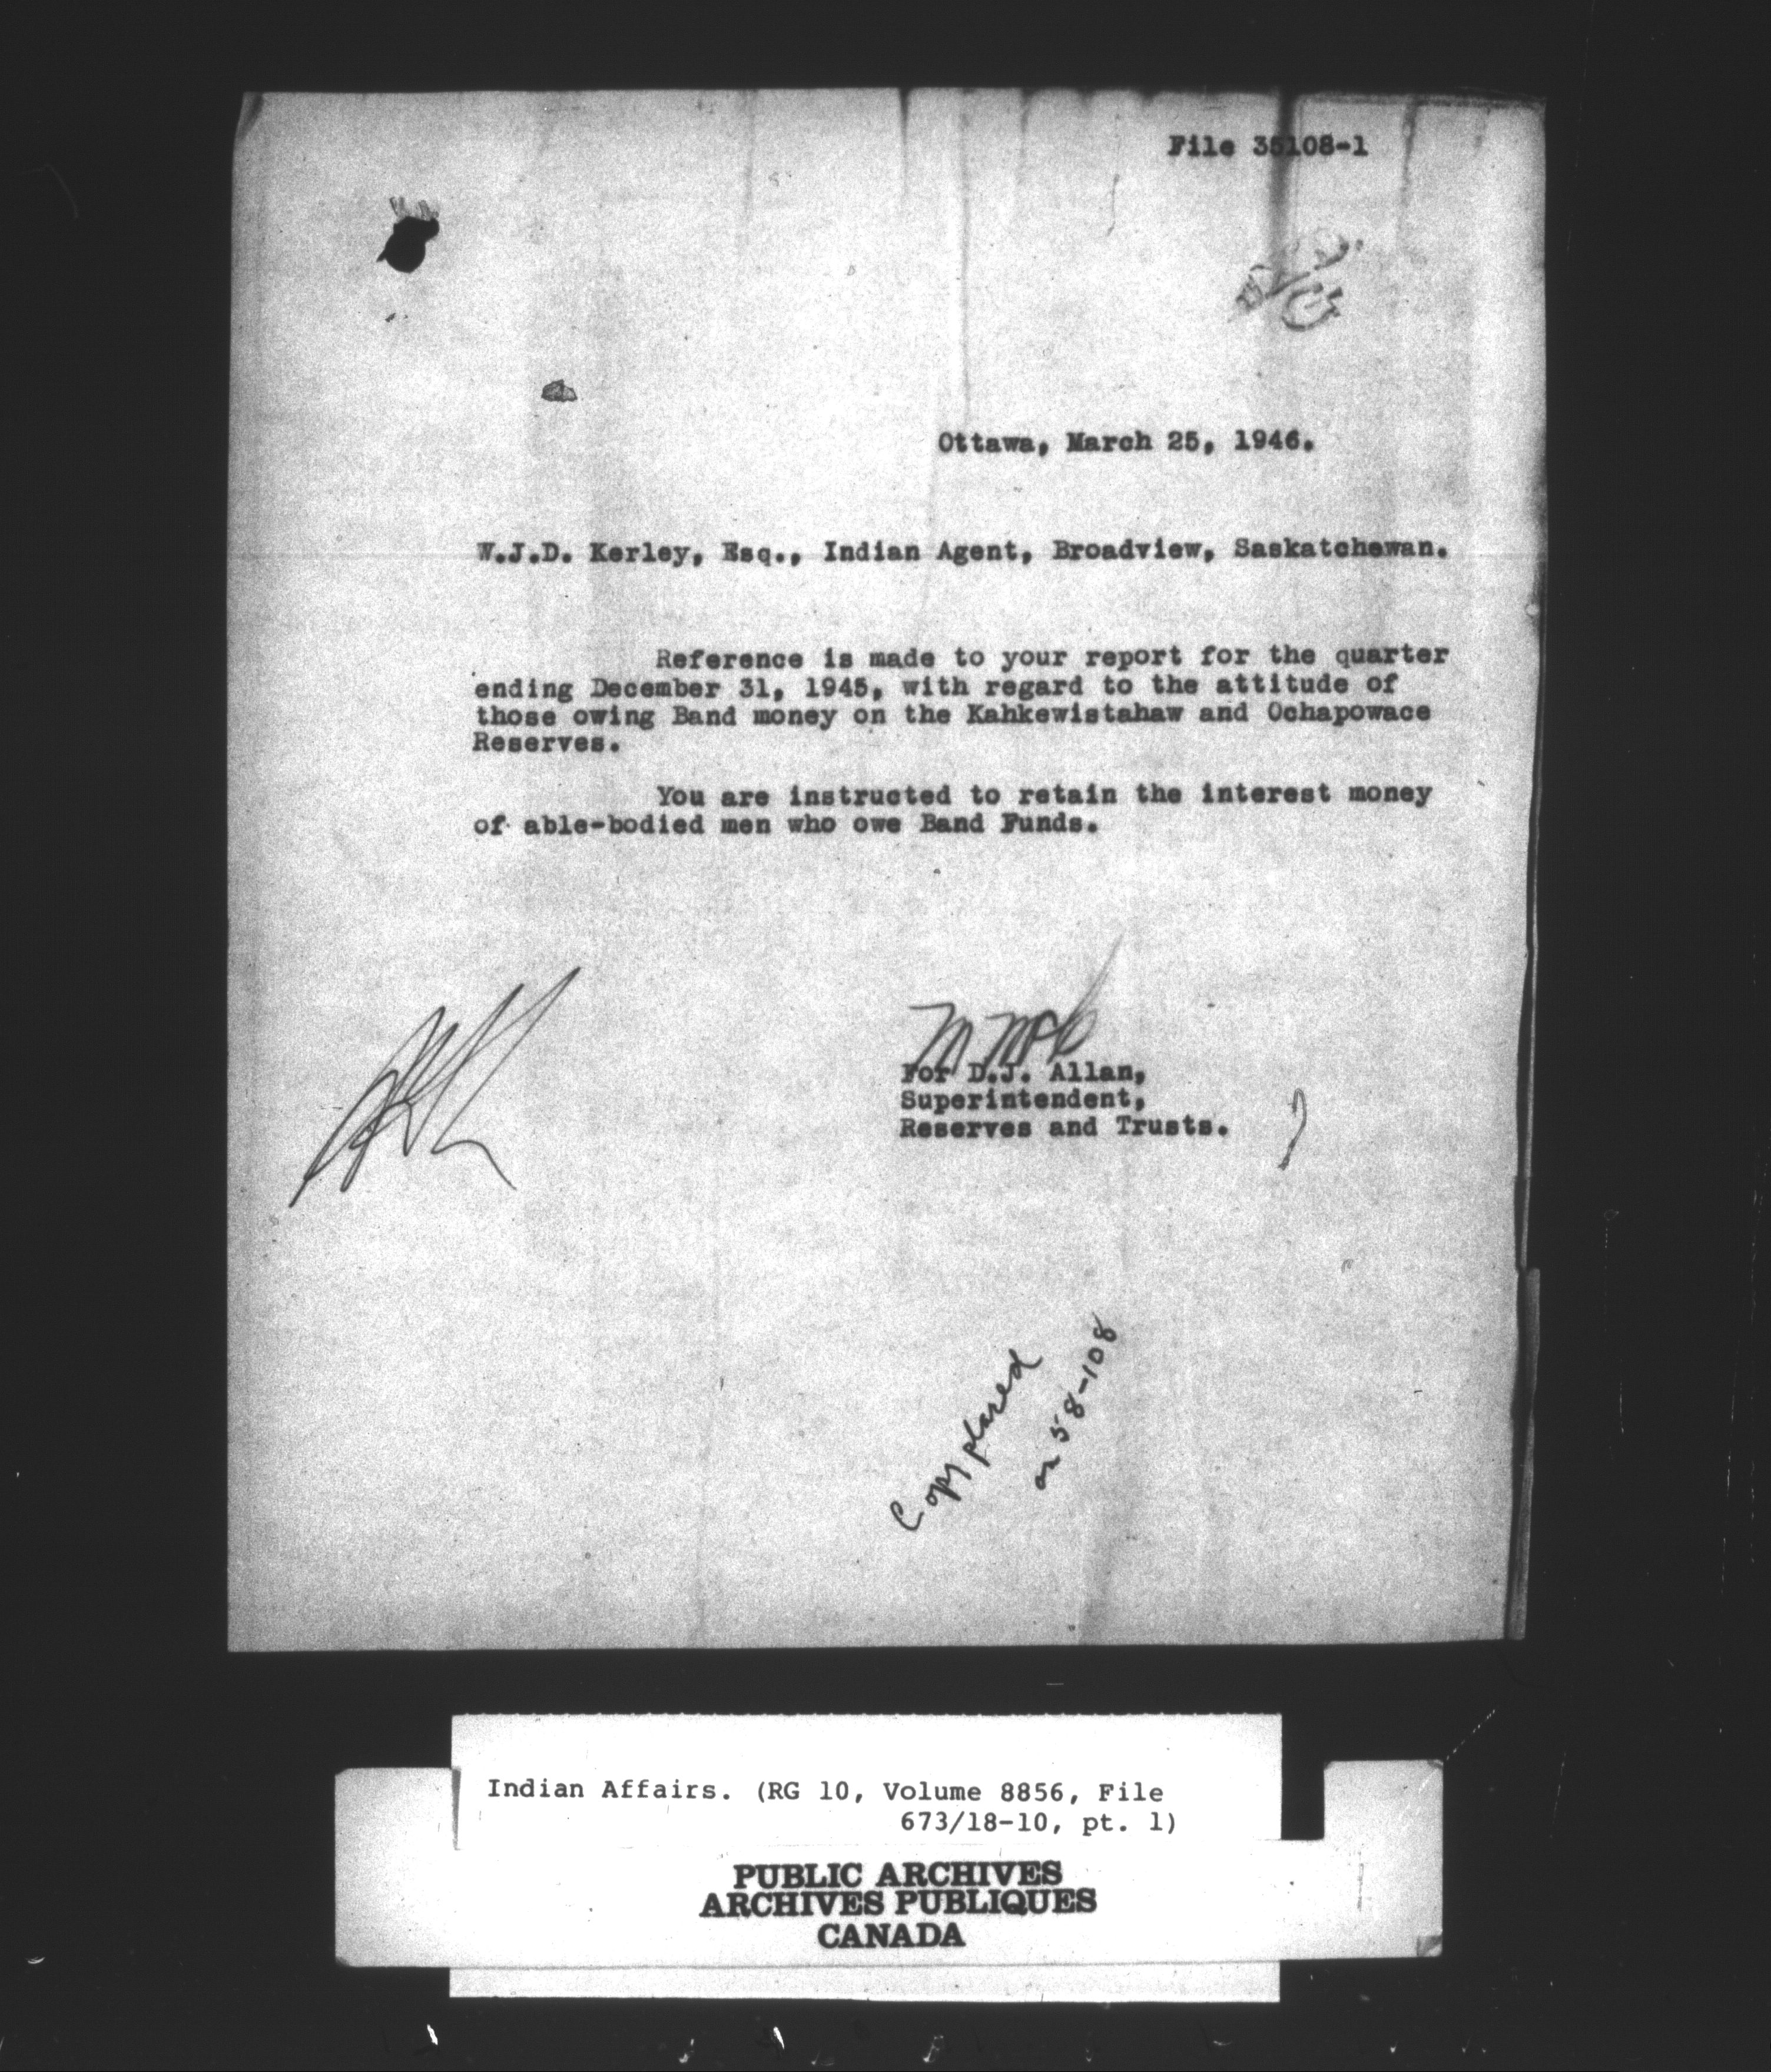 File 35108-1
Ottawa, March 25, 1946.
W.J.D. Kerley, Esq., Indian Agent, Broadview, Saskatchewan.
Reference is made to your report for the quarter
ending December 31, 1945, with regard to the attitude of
those owing Band money on the Kahkewistahaw and Ochapowace
Reserves.
You are instructed to retain the interest money
of able-bodied men who owe Band Funds.
For D.J. Allan,
Superintendent,
Reserves and Trusts.
Copy placed
on 58-108
Indian Affairs. (RG 10, Volume 8856, File
673/18-10, pt. 1)
PUBLIC ARCHIVES
ARCHIVES PUBLIQUES
CANADA